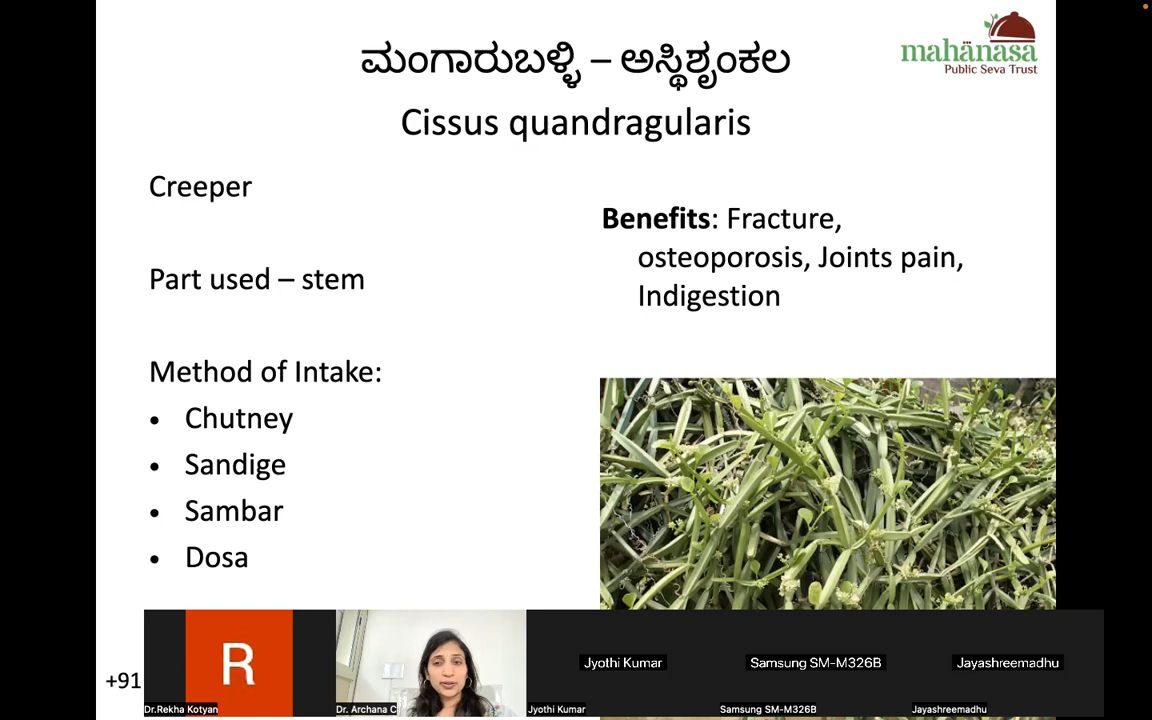 ಮಂಗಾರುಬಳ್ಳಿ – ಅಸ್ಥಿಶೃಂಕಲ
mahänasa
Public Seva Trust
Cissus quandragularis
Creeper
Part used – stem
Method of Intake:
• Chutney
• Sandige
• Sambar
• Dosa
Benefits: Fracture,
osteoporosis, Joints pain,
Indigestion
+91
R
Dr.Rekha Kotyan
Dr. Archana C
Jyothi Kumar
Jyothi Kumar
Samsung SM-M326B
Samsung SM-M326B
Jayashreemadhu
Jayashreemadhu